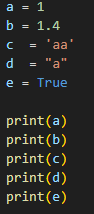 a = 1
b = 1.4
c  = 'aa'
d  = "a"
e = True
print(a)
print(b)
print(c)
print(d)
print(e)